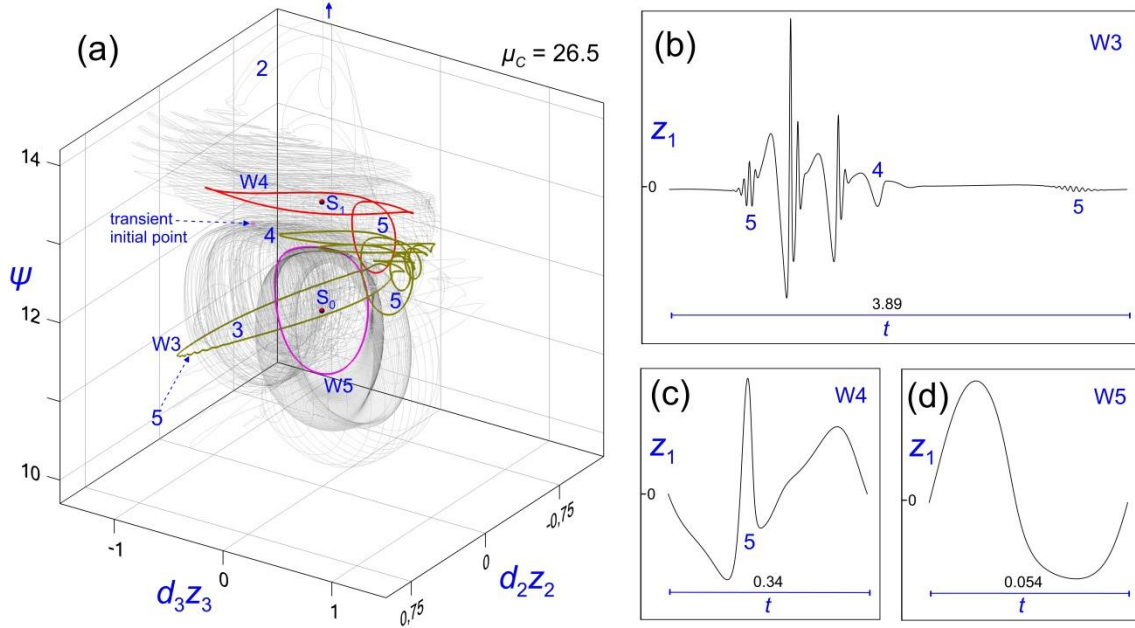 (a)
μC = 26.5
2
14
W4
S1
transient
initial point
4
5
ψ
12
S0
W3
3
5
W5
5
10
-1
0
1
d3z3
-0,75
0
0,75
d2z2
(b)
W3
z1
0
5
4
5
3.89
t
(c)
W4
z1
0
5
0.34
t
(d)
W5
z1
0
0.054
t